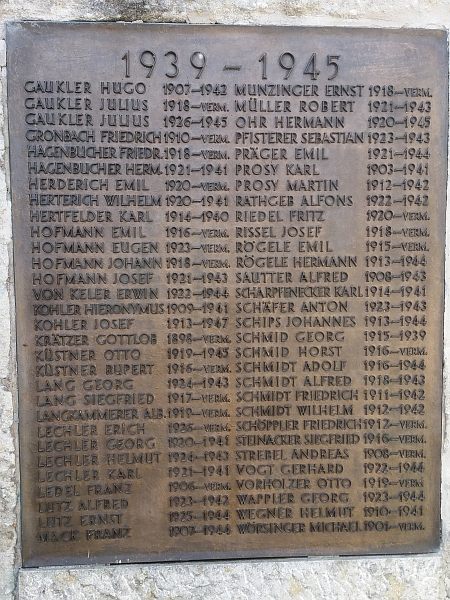 1939 – 1945
GAUKLER HUGO 1907–1942
GAUKLER JULIUS 1918–VERM.
GAUKLER JULIUS 1926–1945
GRONBACH FRIEDRICH 1910–VERM.
HAGENBUCHER FRIEDR. 1918–VERM.
HAGENBUCHER HERM. 1921–1941
HERDERICH EMIL 1920–VERM.
HERTERICH WILHELM 1920–1941
HERTFELDER KARL 1914–1940
HOFMANN EMIL 1916–VERM.
HOFMANN EUGEN 1923–VERM.
HOFMANN JOHANN 1918–VERM.
HOFMANN JOSEF 1921–1943
VON KELER ERWIN 1922–1944
KOHLER HIERONYMUS 1909–1941
KOHLER JOSEF 1913–1947
KRÄTZER GOTTLOB 1898–VERM.
KÜSTNER OTTO 1919–1945
KÜSTNER RUPERT 1916–VERM.
LANG GEORG 1924–1943
LANG SIEGFRIED 1917–VERM.
LANGKAMMERER ALB. 1919–VERM.
LECHLER ERICH 1926–VERM.
LECHLER GEORG 1920–1941
LECHLER HELMUT 1924–1943
LECHLER KARL 1921–1941
LEDEL FRANZ 1906–VERM.
LUTZ ALFRED 1923–1942
LUTZ ERNST 1925–1944
MACK FRANZ 1907–1944
MUNZINGER ERNST 1918–VERM.
MÜLLER ROBERT 1921–1943
OHR HERMANN 1920–1945
PFISTERER SEBASTIAN 1923–1943
PRÄGER EMIL 1921–1944
PROSY KARL 1903–1941
PROSY MARTIN 1912–1942
RATHGEB ALFONS 1922–1942
RIEDEL FRITZ 1920–VERM.
RISSEL JOSEF 1918–VERM.
RÖGELE EMIL 1915–VERM.
RÖGELE HERMANN 1913–1944
SAUTTER ALFRED 1908–1943
SCHARPFENECKER KARL 1914–1941
SCHÄFER ANTON 1923–1943
SCHIPS JOHANNES 1913–1944
SCHMID GEORG 1915–1939
SCHMID HORST 1916–VERM.
SCHMIDT ADOLF 1916–1944
SCHMIDT ALFRED 1918–1943
SCHMIDT FRIEDRICH 1911–1942
SCHMIDT WILHELM 1912–1942
SCHÖPPLER FRIEDRICH 1912–VERM.
STEINACKER SIEGFRIED 1916–VERM.
STREBEL ANDREAS 1908–VERM.
VOGT GERHARD 1922–1944
VORHOLZER OTTO 1919–VERM
WAPPLER GEORG 1923–1944
WEGNER HELMUT 1910–1941
WÖRSINGER MICHAEL 1901–VERM.